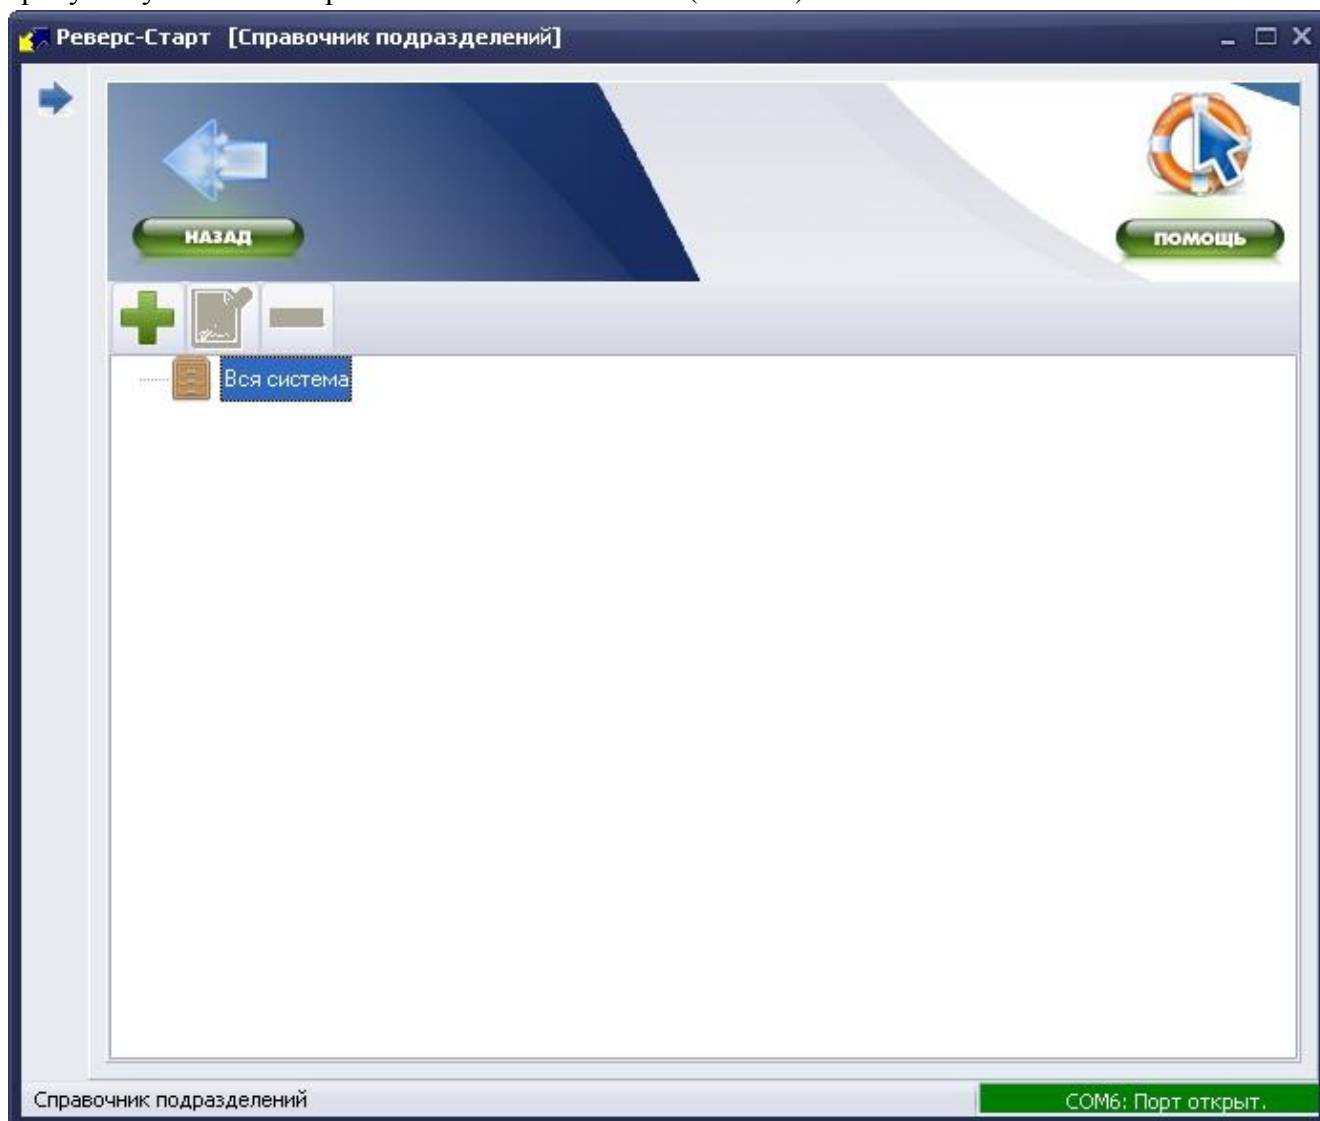 Реверс-Старт [Справочник подразделений]
НАЗАД
ПОМОЩЬ
Вся система
Справочник подразделений
COM6: Порт открыт.